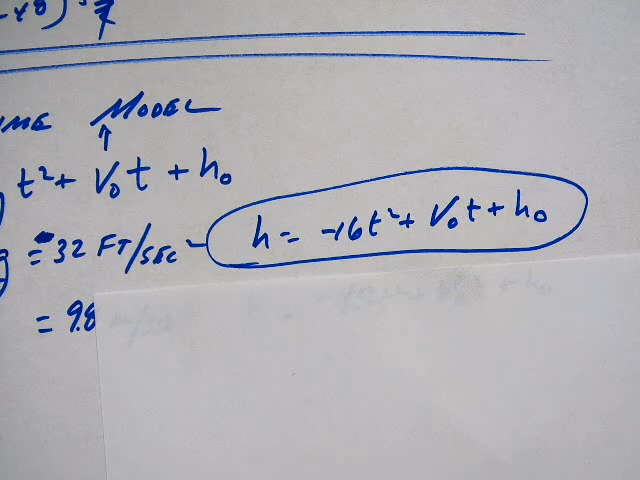 MODEL
t² + V₀t + h₀
= 32 FT/SEC² h = -16t² + V₀t + h₀
= 9.8